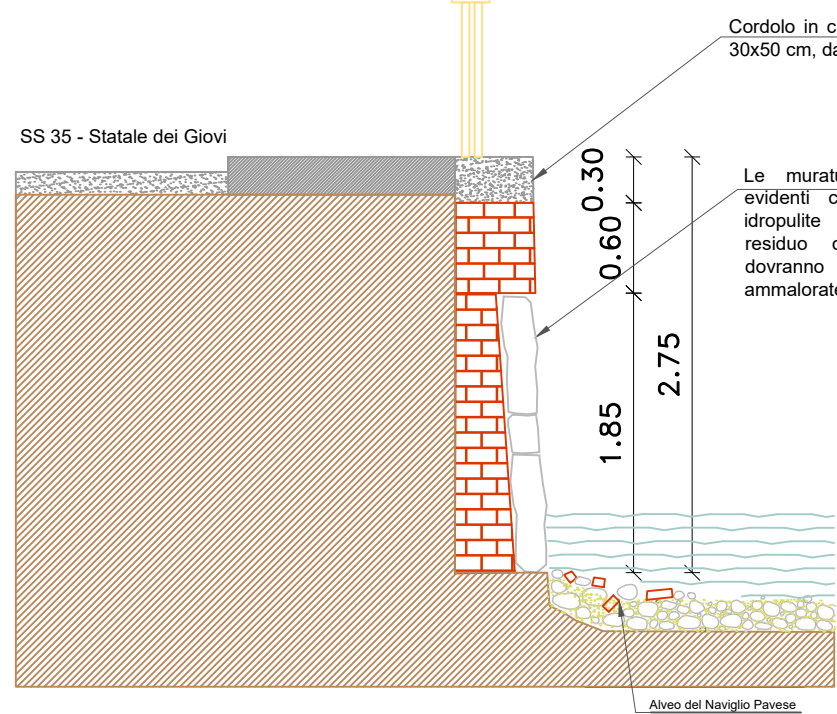 Cordolo in c
30x50 cm, da
SS 35 - Statale dei Giovi
0.30
Le muratu
evidenti c
idropulite
residuo d
dovranno
ammalorate
0.60
2.75
1.85
Alveo del Naviglio Pavese